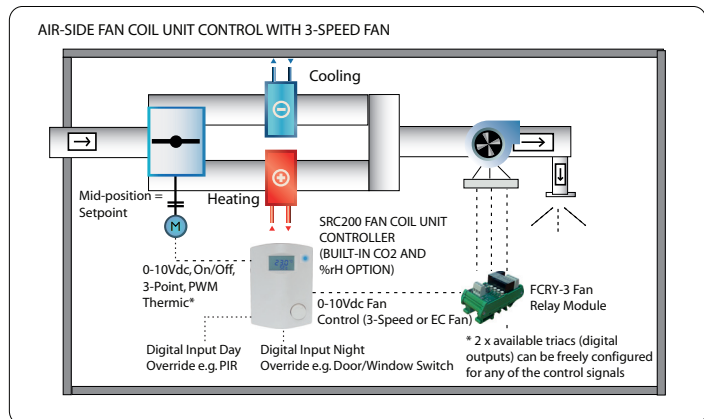 AIR-SIDE FAN COIL UNIT CONTROL WITH 3-SPEED FAN
Cooling
Mid-position =
Setpoint
Heating
M
SRC200 FAN COIL UNIT
CONTROLLER
(BUILT-IN CO2 AND
%rH OPTION)
0-10Vdc, On/Off,
3-Point, PWM
Thermic*
0-10Vdc Fan
Control (3-Speed or EC Fan)
FCRY-3 Fan
Relay Module
Digital Input Day
Override e.g. PIR
Digital Input Night
Override e.g. Door/Window Switch
* 2 x available triacs (digital
outputs) can be freely configured
for any of the control signals